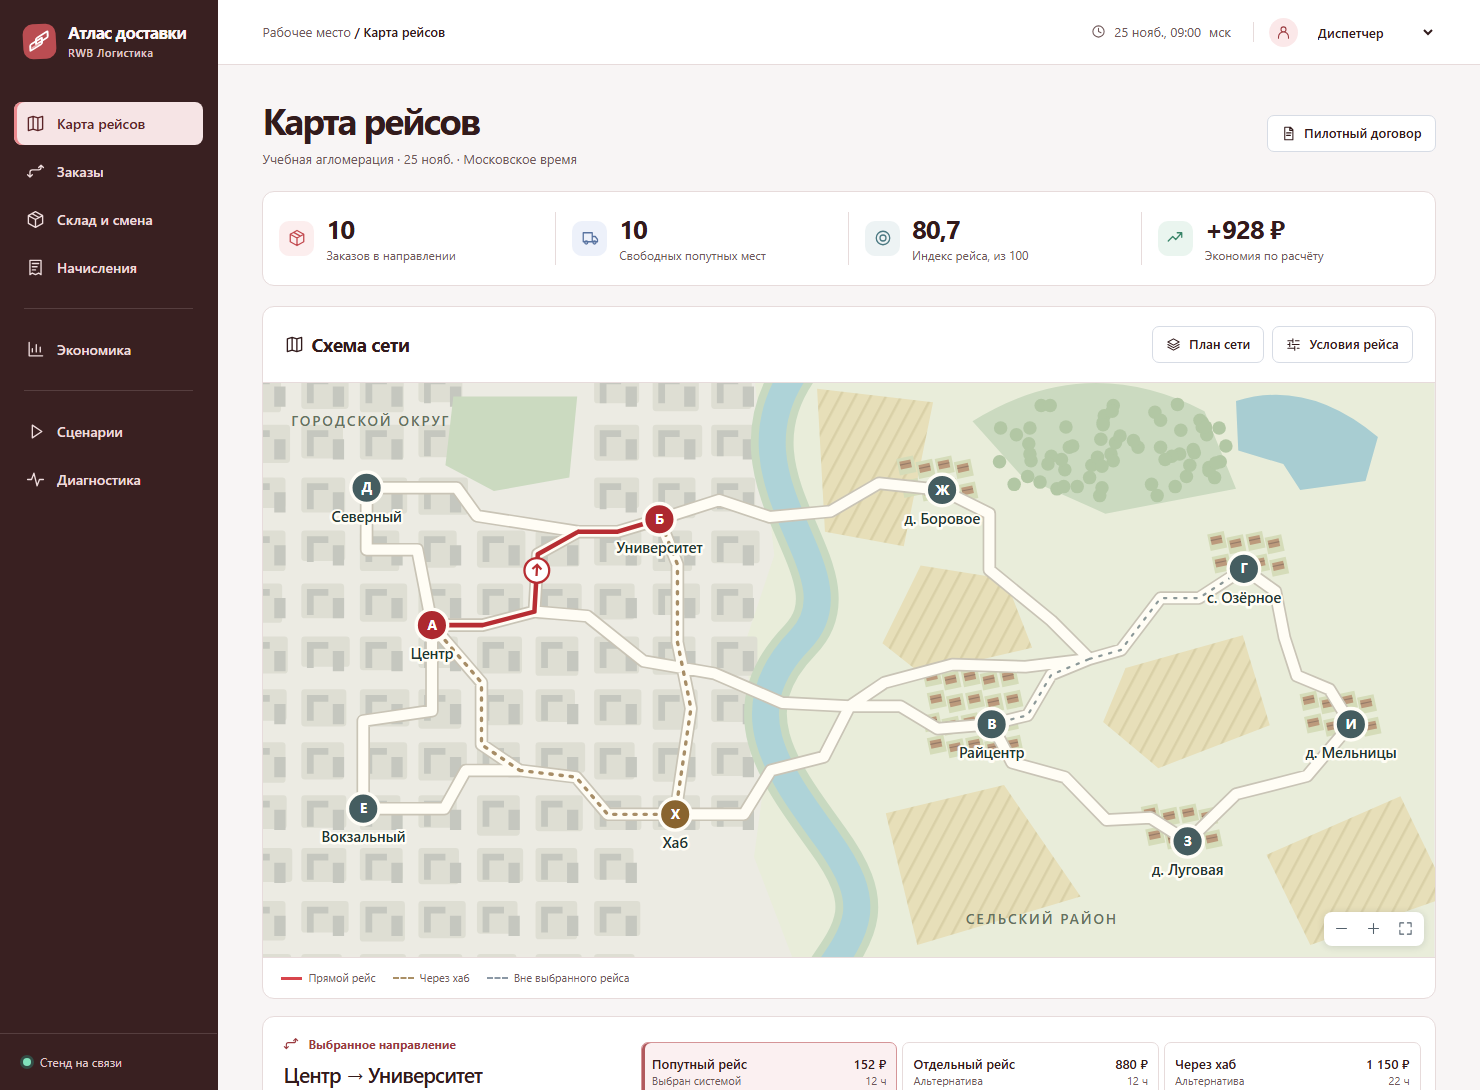 Атлас доставки
RWB Логистика
Карта рейсов
Заказы
Склад и смена
Начисления
Экономика
Сценарии
Диагностика
Стенд на связи
Рабочее место / Карта рейсов
25 нояб., 09:00 мск
Диспетчер
Карта рейсов
Учебная агломерация · 25 нояб. · Московское время
Пилотный договор
10
Заказов в направлении
10
Свободных попутных мест
80,7
Индекс рейса, из 100
+928 ₽
Экономия по расчёту
Схема сети
План сети
Условия рейса
ГОРОДСКОЙ ОКРУГ
Д
Северный
Б
Университет
Ж
д. Боровое
Г
с. Озёрное
А
Центр
В
Райцентр
И
д. Мельницы
Е
Вокзальный
Х
Хаб
З
д. Луговая
СЕЛЬСКИЙ РАЙОН
Прямой рейс
Через хаб
Вне выбранного рейса
Выбранное направление
Центр → Университет
Попутный рейс 152 ₽
Выбран системой 12 ч
Отдельный рейс 880 ₽
Альтернатива 12 ч
Через хаб 1 150 ₽
Альтернатива 22 ч